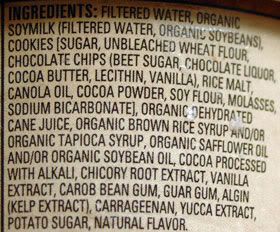 INGREDIENTS: FILTERED WATER, ORGANIC
SOYMILK (FILTERED WATER, ORGANIC SOYBEANS),
COOKIES [SUGAR, UNBLEACHED WHEAT FLOUR,
CHOCOLATE CHIPS (BEET SUGAR, CHOCOLATE LIQUOR
COCOA BUTTER, LECITHIN, VANILLA), RICE MALT,
CANOLA OIL, COCOA POWDER, SOY FLOUR, MOLASSES,
SODIUM BICARBONATE], ORGANIC DEHYDRATED
CANE JUICE, ORGANIC BROWN RICE SYRUP AND/OR
ORGANIC TAPIOCA SYRUP, ORGANIC SAFFLOWER OIL
AND/OR ORGANIC SOYBEAN OIL, COCOA PROCESSED
WITH ALKALI, CHICORY ROOT EXTRACT, VANILLA
EXTRACT, CAROB BEAN GUM, GUAR GUM, ALGIN
(KELP EXTRACT), CARRAGEENAN, YUCCA EXTRACT,
POTATO SUGAR, NATURAL FLAVOR.